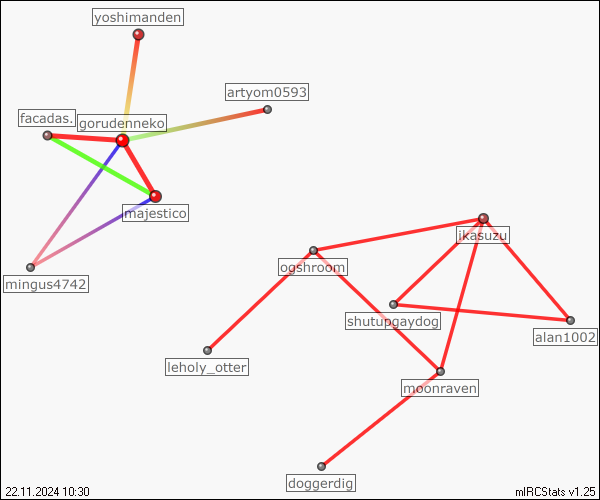 yoshimanden
artyom0593
facadas.
gorudenneko
majestico
ikasuzu
ogshroom
mingus4742
shutupgaydog
alan1002
leholy_otter
moonraven
doggerdig
22.11.2024 10:30
mIRCStats v1.25